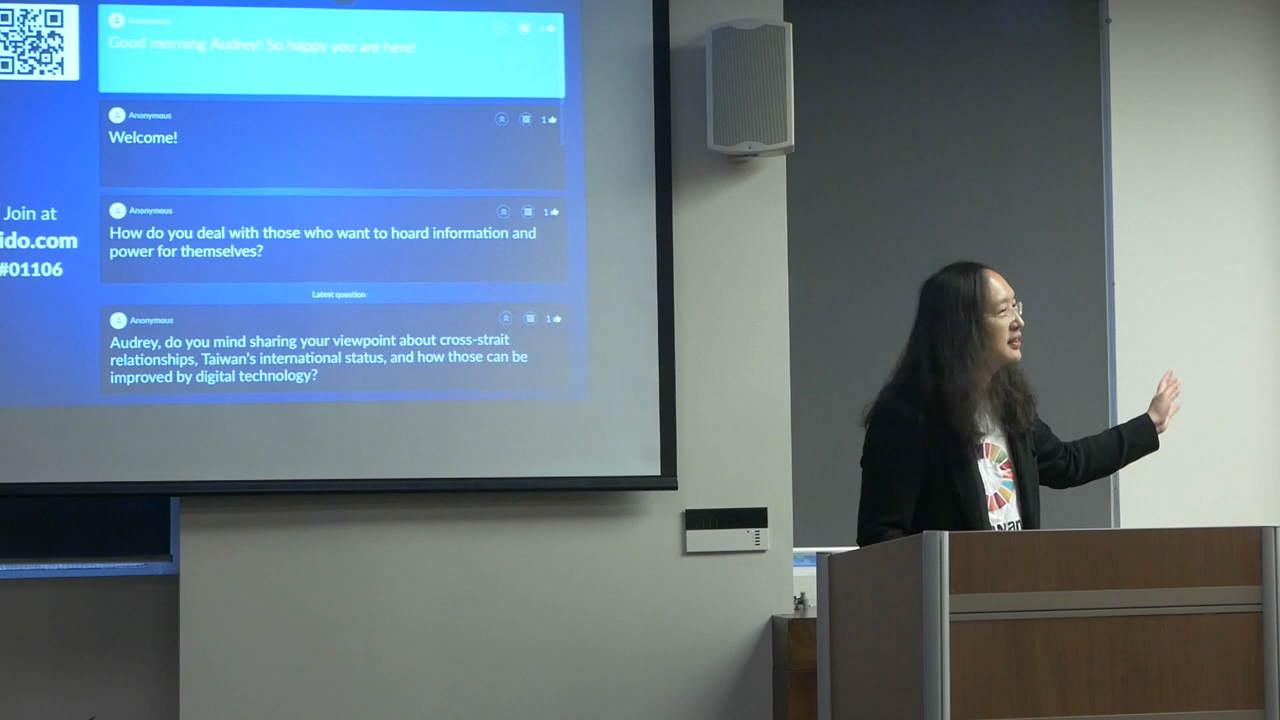 Anonymous
4
Good morning Audrey! So happy you are here!
Anonymous
1
Welcome!
Anonymous
1
How do you deal with those who want to hoard information and
power for themselves?
Latest question
Anonymous
1
Audrey, do you mind sharing your viewpoint about cross-strait
relationships, Taiwan's international status, and how those can be
improved by digital technology?
Join at
ido.com
#01106